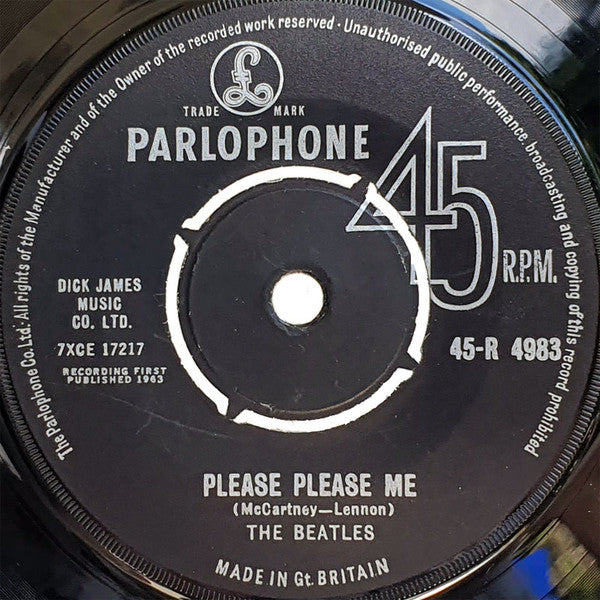 The Parlophone Co. Ltd. All rights of the Manufacturer and of the Owner of the recorded work reserved · Unauthorised public performance, broadcasting and copying of this record prohibited
£
TRADE MARK
PARLOPHONE
45 R.P.M.
DICK JAMES
MUSIC
CO. LTD.
7XCE 17217
RECORDING FIRST
PUBLISHED 1963
45-R 4983
PLEASE PLEASE ME
(McCartney—Lennon)
THE BEATLES
MADE IN Gt. BRITAIN